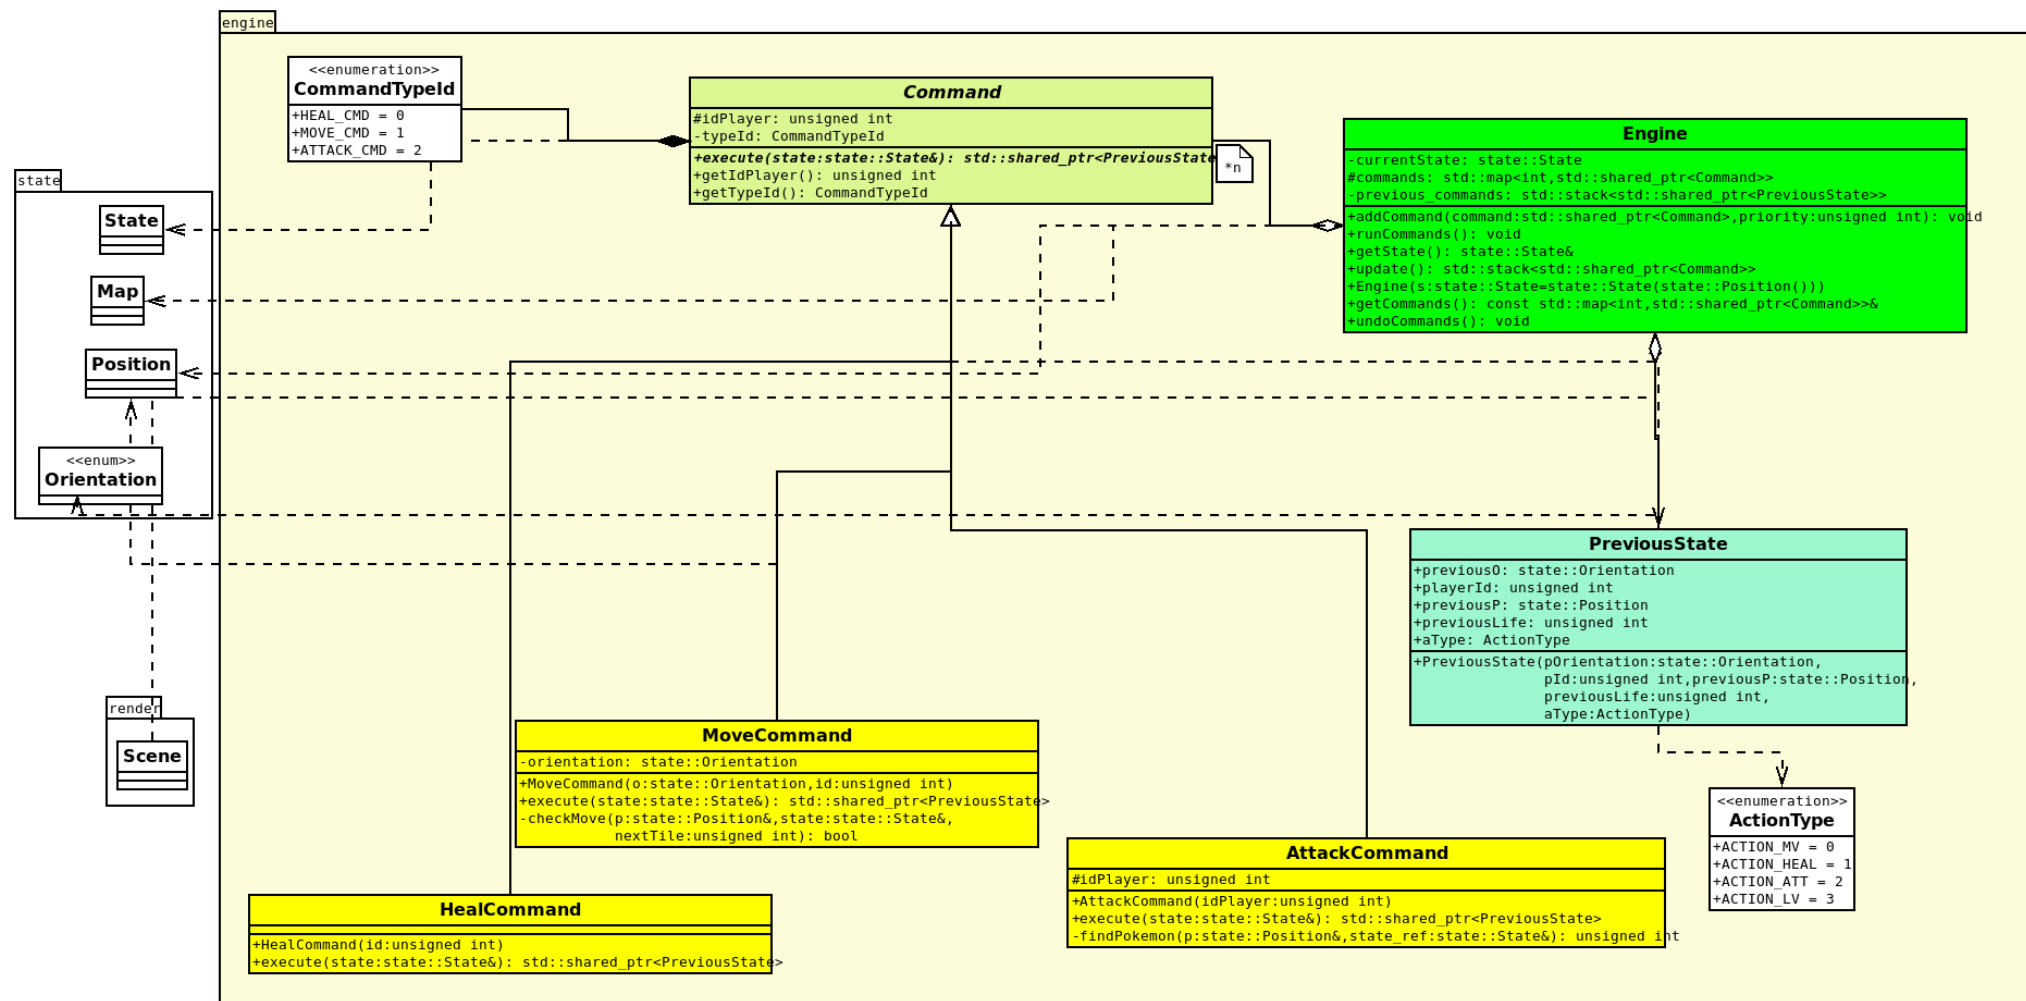 engine
<<enumeration>>
CommandTypeId
+HEAL_CMD = 0
+MOVE_CMD = 1
+ATTACK_CMD = 2
Command
#idPlayer: unsigned int
-typeId: CommandTypeId
+execute(state:state::State&): std::shared_ptr<PreviousState
+getIdPlayer(): unsigned int
+getTypeId(): CommandTypeId
*n
Engine
-currentState: state::State
#commands: std::map<int,std::shared_ptr<Command>>
-previous_commands: std::stack<std::shared_ptr<PreviousState>>
+addCommand(command:std::shared_ptr<Command>,priority:unsigned int): void
+runCommands(): void
+getState(): state::State&
+update(): std::stack<std::shared_ptr<Command>>
+Engine(s:state::State=state::State(state::Position()))
+getCommands(): const std::map<int,std::shared_ptr<Command>>&
+undoCommands(): void
state
State
Map
Position
<<enum>>
Orientation
render
Scene
PreviousState
+previousO: state::Orientation
+playerId: unsigned int
+previousP: state::Position
+previousLife: unsigned int
+aType: ActionType
+PreviousState(pOrientation:state::Orientation,
pId:unsigned int,previousP:state::Position,
previousLife:unsigned int,
aType:ActionType)
MoveCommand
-orientation: state::Orientation
+MoveCommand(o:state::Orientation,id:unsigned int)
+execute(state:state::State&): std::shared_ptr<PreviousState>
-checkMove(p:state::Position&,state:state::State&,
nextTile:unsigned int): bool
<<enumeration>>
ActionType
+ACTION_MV = 0
+ACTION_HEAL = 1
+ACTION_ATT = 2
+ACTION_LV = 3
AttackCommand
#idPlayer: unsigned int
+AttackCommand(idPlayer:unsigned int)
+execute(state:state::State&): std::shared_ptr<PreviousState>
-findPokemon(p:state::Position&,state_ref:state::State&): unsigned int
HealCommand
+HealCommand(id:unsigned int)
+execute(state:state::State&): std::shared_ptr<PreviousState>